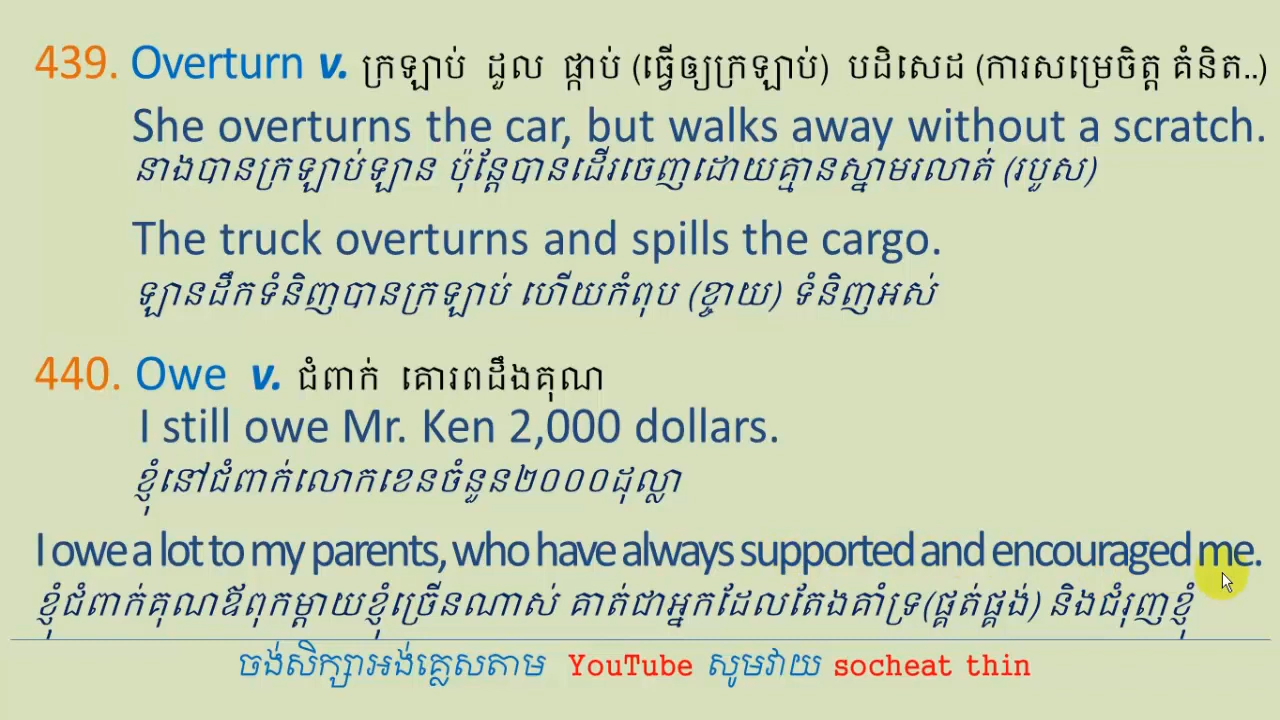 439. Overturn v. ក្រឡាប់ ដួល ផ្កាប់ (ធ្វើឲ្យក្រឡាប់) បដិសេដ (ការសម្រេចិត្ត គំនិត..)
She overturns the car, but walks away without a scratch.
នាងបានក្រឡាប់ឡាន ប៉ុន្តែបានដើរចេញដោយគ្មានស្នាមរលាត់ (របួស)
The truck overturns and spills the cargo.
ឡានដឹកទំនិញបានក្រឡាប់ ហើយកំពុប (ខ្ចាយ) ទំនិញអស់
440. Owe v. ជំពាក់ គោរពដឹងគុណ
I still owe Mr. Ken 2,000 dollars.
ខ្ញុំនៅជំពាក់លោកខេនចំនួន២០០០ដុល្លា
I owe a lot to my parents, who have always supported and encouraged me.
ខ្ញុំជំពាក់គុណឪពុកម្តាយខ្ញុំច្រើនណាស់ គាត់ជាអ្នកដែលតែងគាំទ្រ(ផ្គត់ផ្គង់) និងជំរុញខ្ញុំ
ចង់សិក្សាអង់គ្លេសតាម YouTube សូមវាយ socheat thin